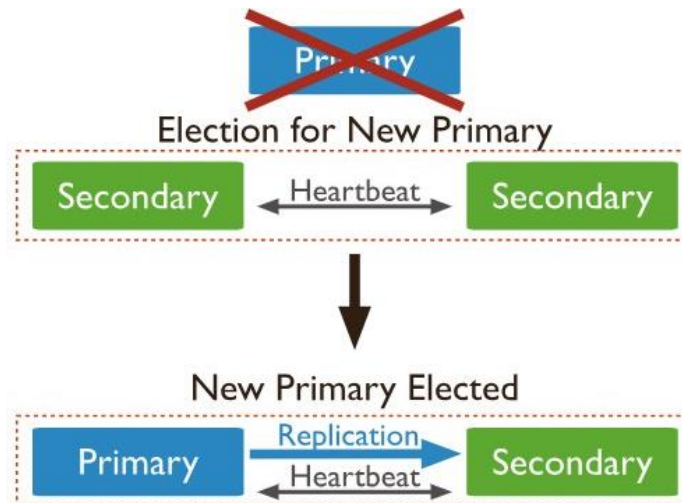 Primary
Election for New Primary
Secondary Heartbeat Secondary
New Primary Elected
Replication
Primary Secondary
Heartbeat